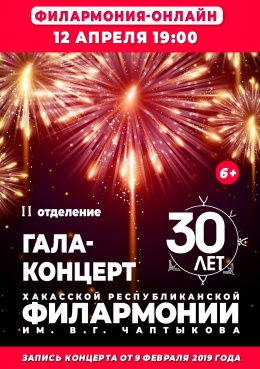 ФИЛАРМОНИЯ-ОНЛАЙН
12 АПРЕЛЯ 19:00
6+
II отделение
ГАЛА-
КОНЦЕРТ
30
ЛЕТ
ХАКАССКОЙ РЕСПУБЛИКАНСКОЙ
ФИЛАРМОНИИ
ИМ. В.Г. ЧАПТЫКОВА
ЗАПИСЬ КОНЦЕРТА ОТ 9 ФЕВРАЛЯ 2019 ГОДА